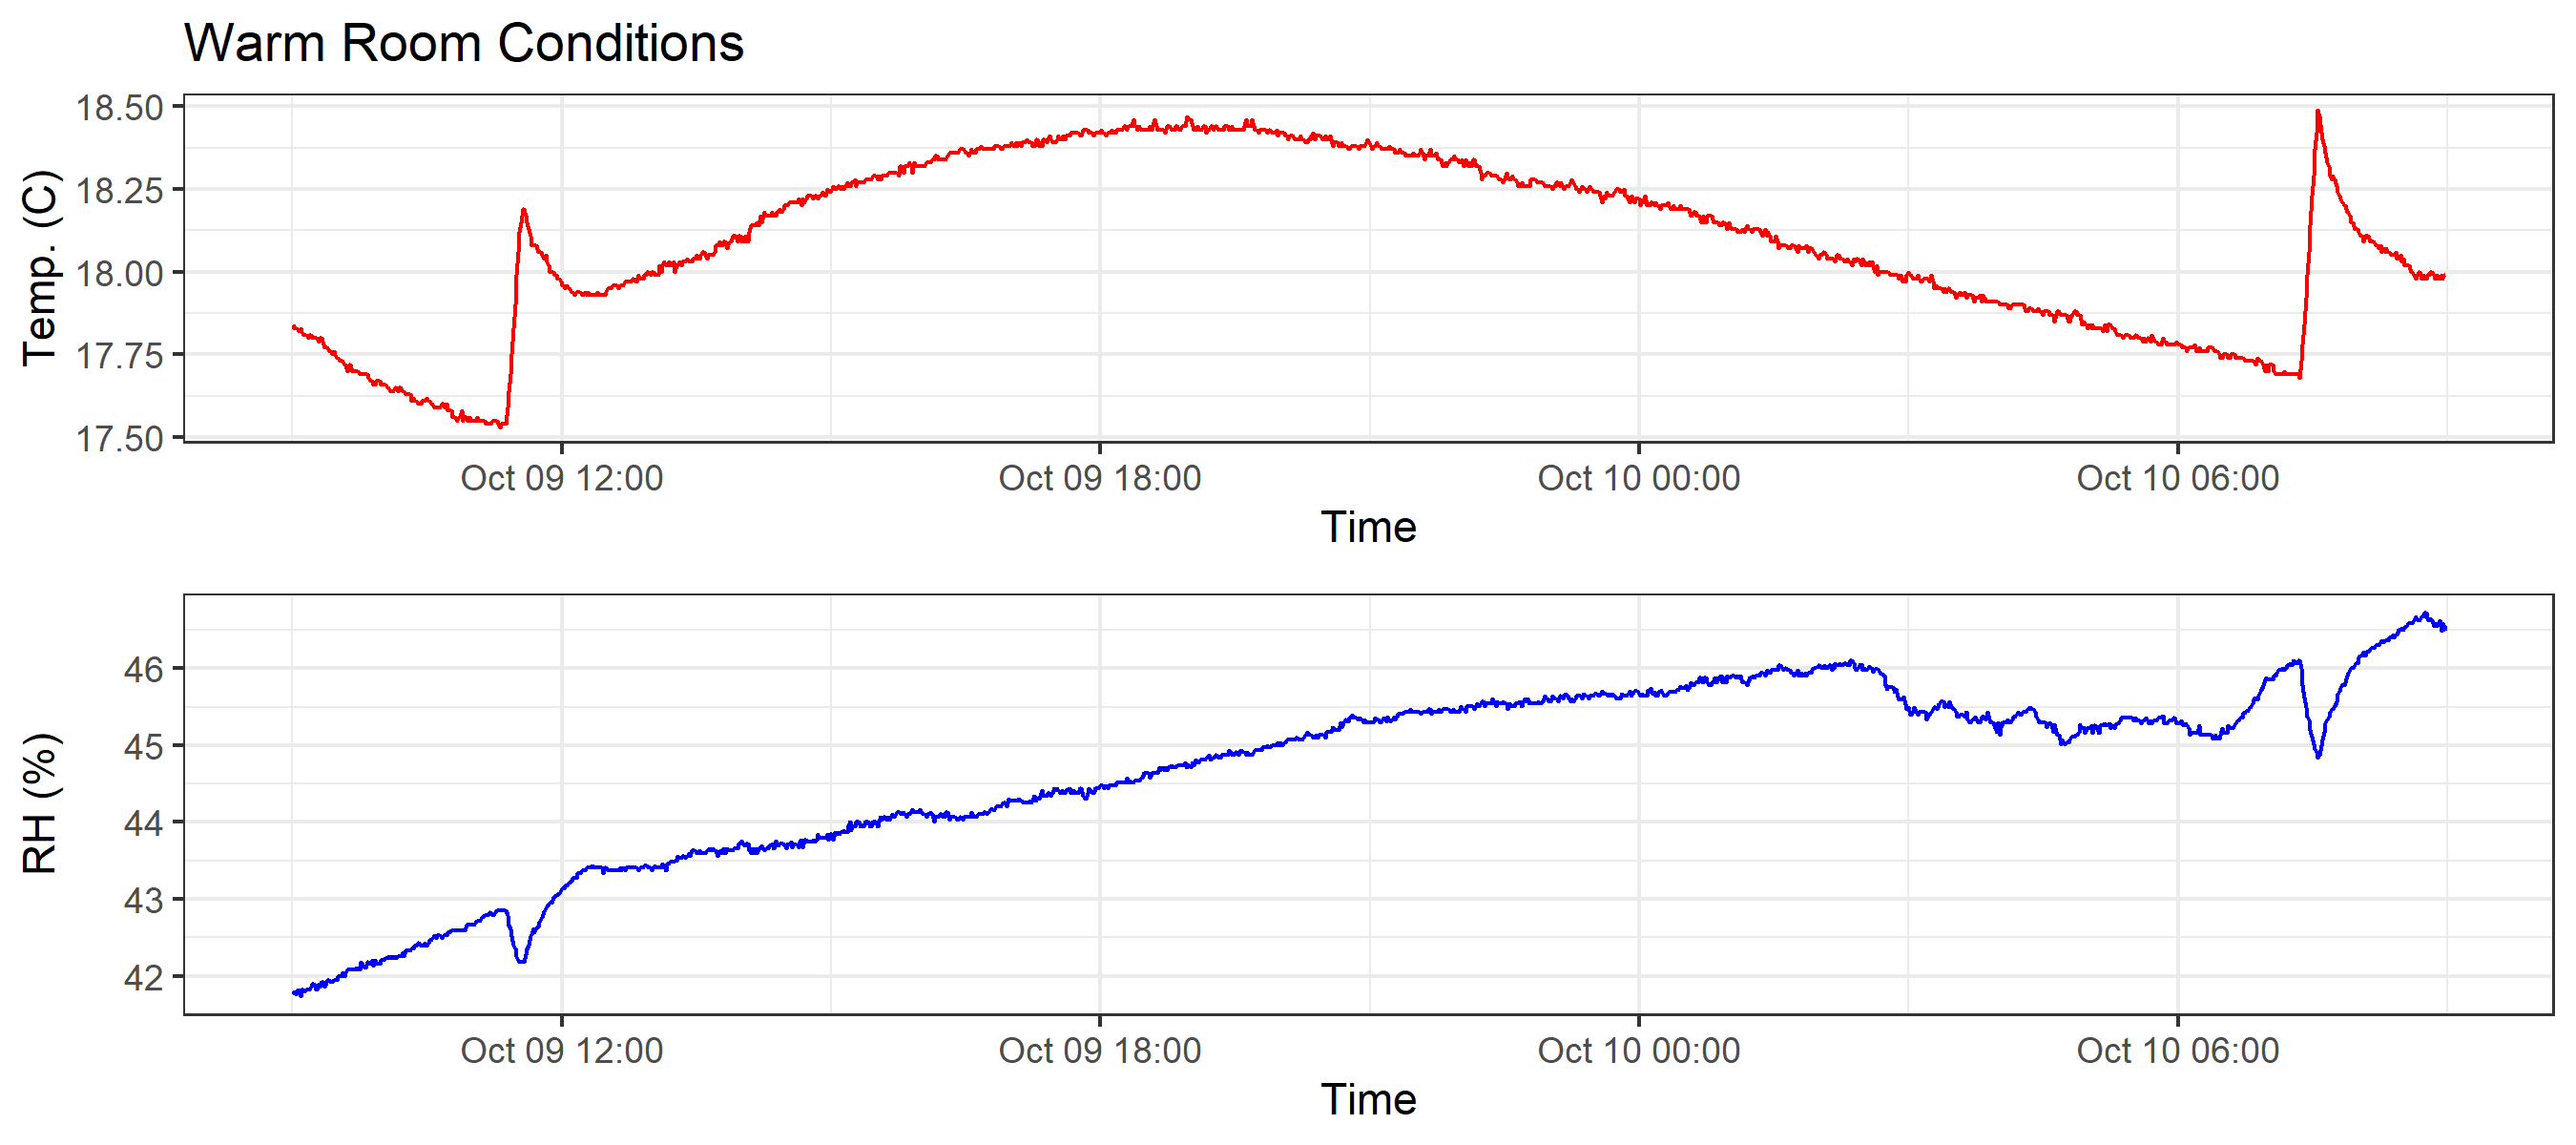 Warm Room Conditions
Temp. (C)
18.50
18.25
18.00
17.75
17.50
Oct 09 12:00 Oct 09 18:00 Oct 10 00:00 Oct 10 06:00
Time
RH (%)
46
45
44
43
42
Oct 09 12:00 Oct 09 18:00 Oct 10 00:00 Oct 10 06:00
Time